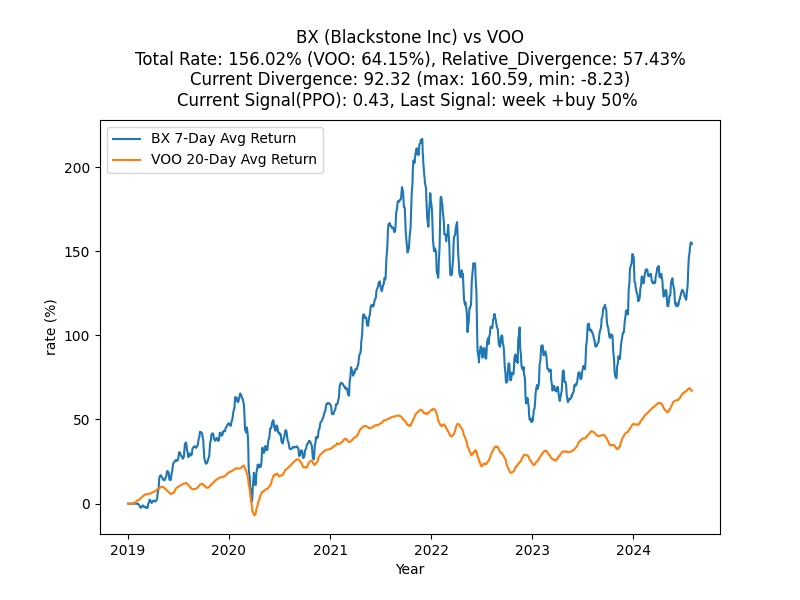 BX (Blackstone Inc) vs VOO
Total Rate: 156.02% (VOO: 64.15%), Relative_Divergence: 57.43%
Current Divergence: 92.32 (max: 160.59, min: -8.23)
Current Signal(PPO): 0.43, Last Signal: week +buy 50%
BX 7-Day Avg Return
VOO 20-Day Avg Return
200
150
100
50
0
rate (%)
2019 2020 2021 2022 2023 2024
Year